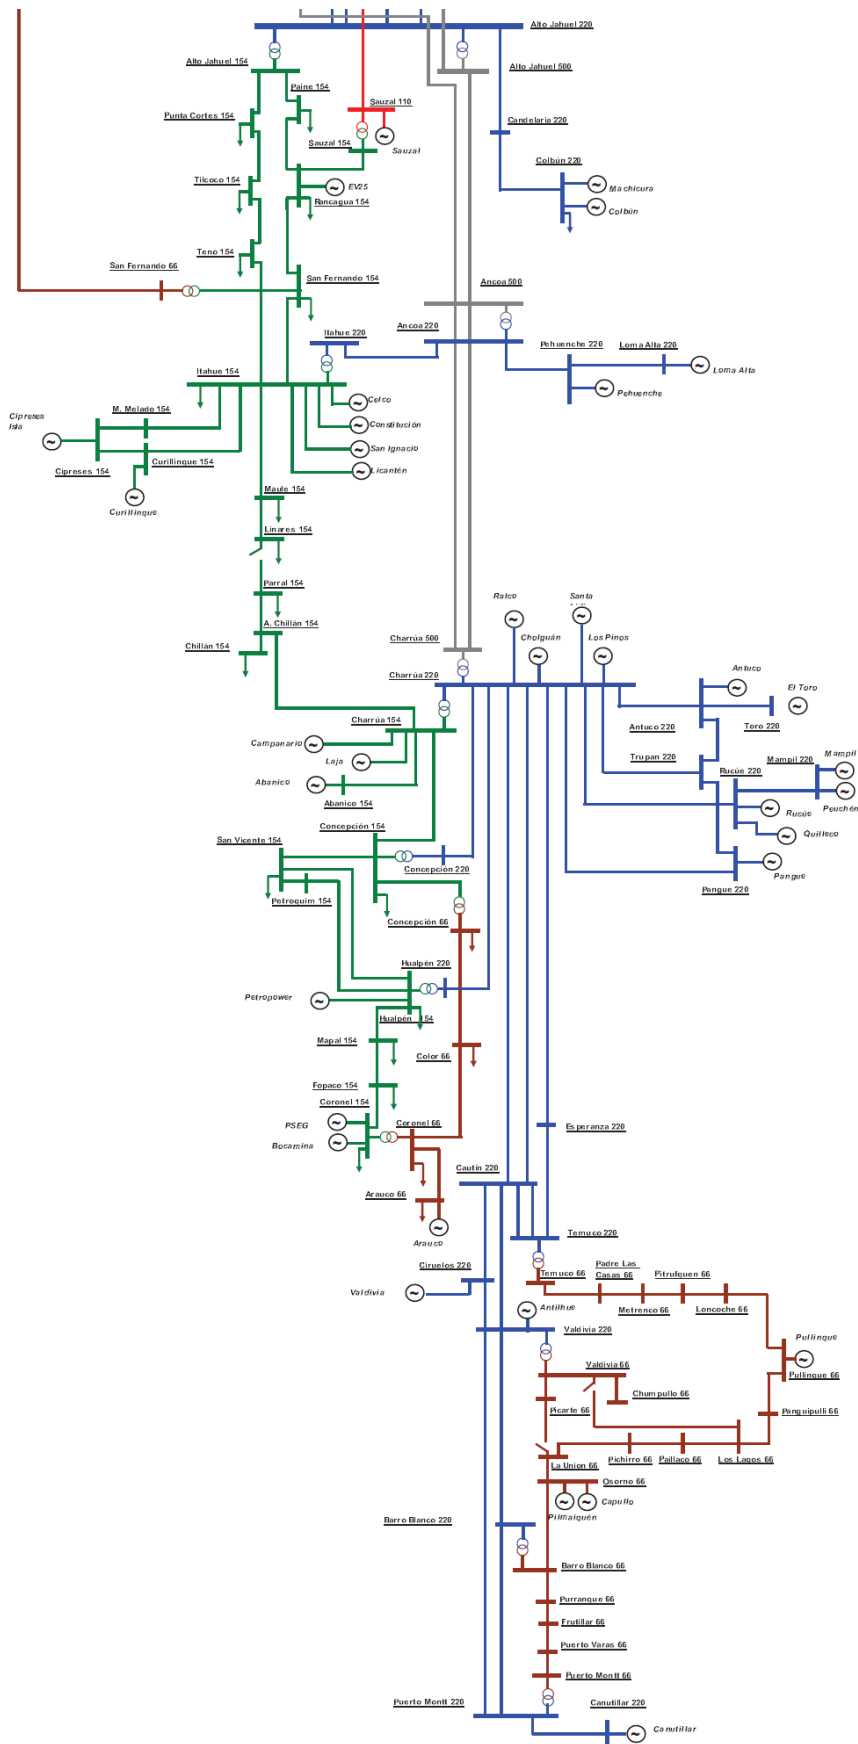 Alto Jahuel 220
Alto Jahuel 154
Alto Jahuel 500
Paine 154
Sauzal 110
Punta Cortes 154
Candelaria 220
Sauzal 154
Sauzal
Colbún 220
Tilcoco 154
EV25
Machicura
Rancagua 154
Colbún
Teno 154
San Fernando 66
San Fernando 154
Ancoa 500
Itahue 220
Ancoa 220
Pehuenche 220
Loma Alta 220
Itahue 154
Loma Alta
Pehuenche
Celco
M. Melado 154
Cipreses
Isla
Constitución
San Ignacio
Curillinque 154
Cipreses 154
Licantén
Maule 154
Curillinque
Linares 154
Parral 154
Ralco
Santa
A. Chillán 154
Charrúa 500
Cholguán
Los Pinos
Chillán 154
Charrúa 220
Antuco
El Toro
Charrúa 154
Antuco 220
Toro 220
Campanario
Trupan 220
Mampil 220
Mampil
Laja
Rucúe 220
Abanico
Abanico 154
Peuchén
Rucúe
Concepción 154
Quilleco
San Vicente 154
Concepción 220
Pangue
Petroquim 154
Pangue 220
Concepción 66
Hualpén 220
Petropower
Hualpén 154
Mapal 154
Color 66
Fopaco 154
Coronel 154
PSEG
Coronel 66
Esperanza 220
Bocamina
Cautín 220
Arauco 66
Temuco 220
Arauco
Ciruelos 220
Temuco 66
Padre Las
Casas 66
Pitrufquen 66
Valdivia
Metrenco 66
Loncoche 66
Antilhue
Valdivia 220
Pullinque
Valdivia 66
Pullinque 66
Chumpullo 66
Picarte 66
Panguipulli 66
La Union 66
Pichirro 66
Paillaco 66
Los Lagos 66
Osorno 66
Capullo
Pilmaiquén
Barro Blanco 220
Barro Blanco 66
Purranque 66
Frutillar 66
Puerto Varas 66
Puerto Montt 66
Puerto Montt 220
Canutillar 220
Canutillar